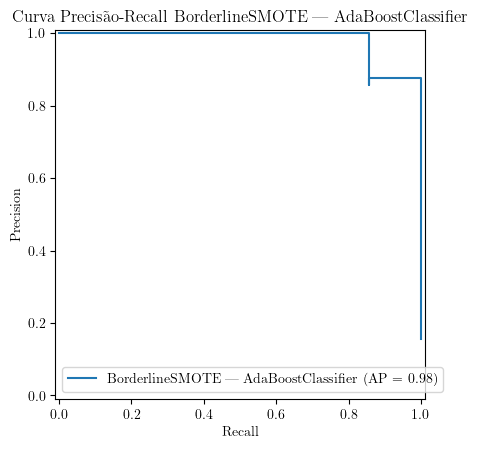 Curva Precisão-Recall BorderlineSMOTE — AdaBoostClassifier
1.0
0.8
0.6
0.4
0.2
0.0
Precision
BorderlineSMOTE — AdaBoostClassifier (AP = 0.98)
0.0 0.2 0.4 0.6 0.8 1.0
Recall